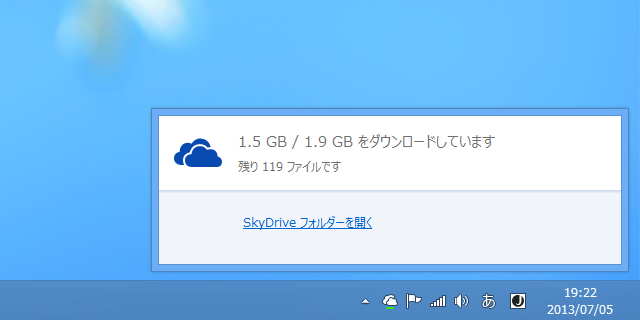 1.5 GB / 1.9 GB をダウンロードしています
残り 119 ファイルです
SkyDrive フォルダーを開く
あ
J
19:22
2013/07/05